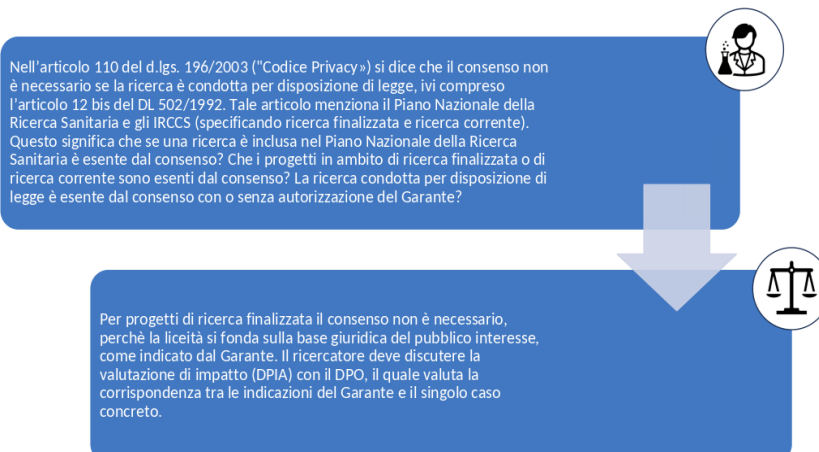 Nell'articolo 110 del d.lgs. 196/2003 ("Codice Privacy») si dice che il consenso non
è necessario se la ricerca è condotta per disposizione di legge, ivi compreso
l'articolo 12 bis del DL 502/1992. Tale articolo menziona il Piano Nazionale della
Ricerca Sanitaria e gli IRCCS (specificando ricerca finalizzata e ricerca corrente).
Questo significa che se una ricerca è inclusa nel Piano Nazionale della Ricerca
Sanitaria è esente dal consenso? Che i progetti in ambito di ricerca finalizzata o di
ricerca corrente sono esenti dal consenso? La ricerca condotta per disposizione di
legge è esente dal consenso con o senza autorizzazione del Garante?
Per progetti di ricerca finalizzata il consenso non è necessario,
perchè la liceità si fonda sulla base giuridica del pubblico interesse,
come indicato dal Garante. Il ricercatore deve discutere la
valutazione di impatto (DPIA) con il DPO, il quale valuta la
corrispondenza tra le indicazioni del Garante e il singolo caso
concreto.